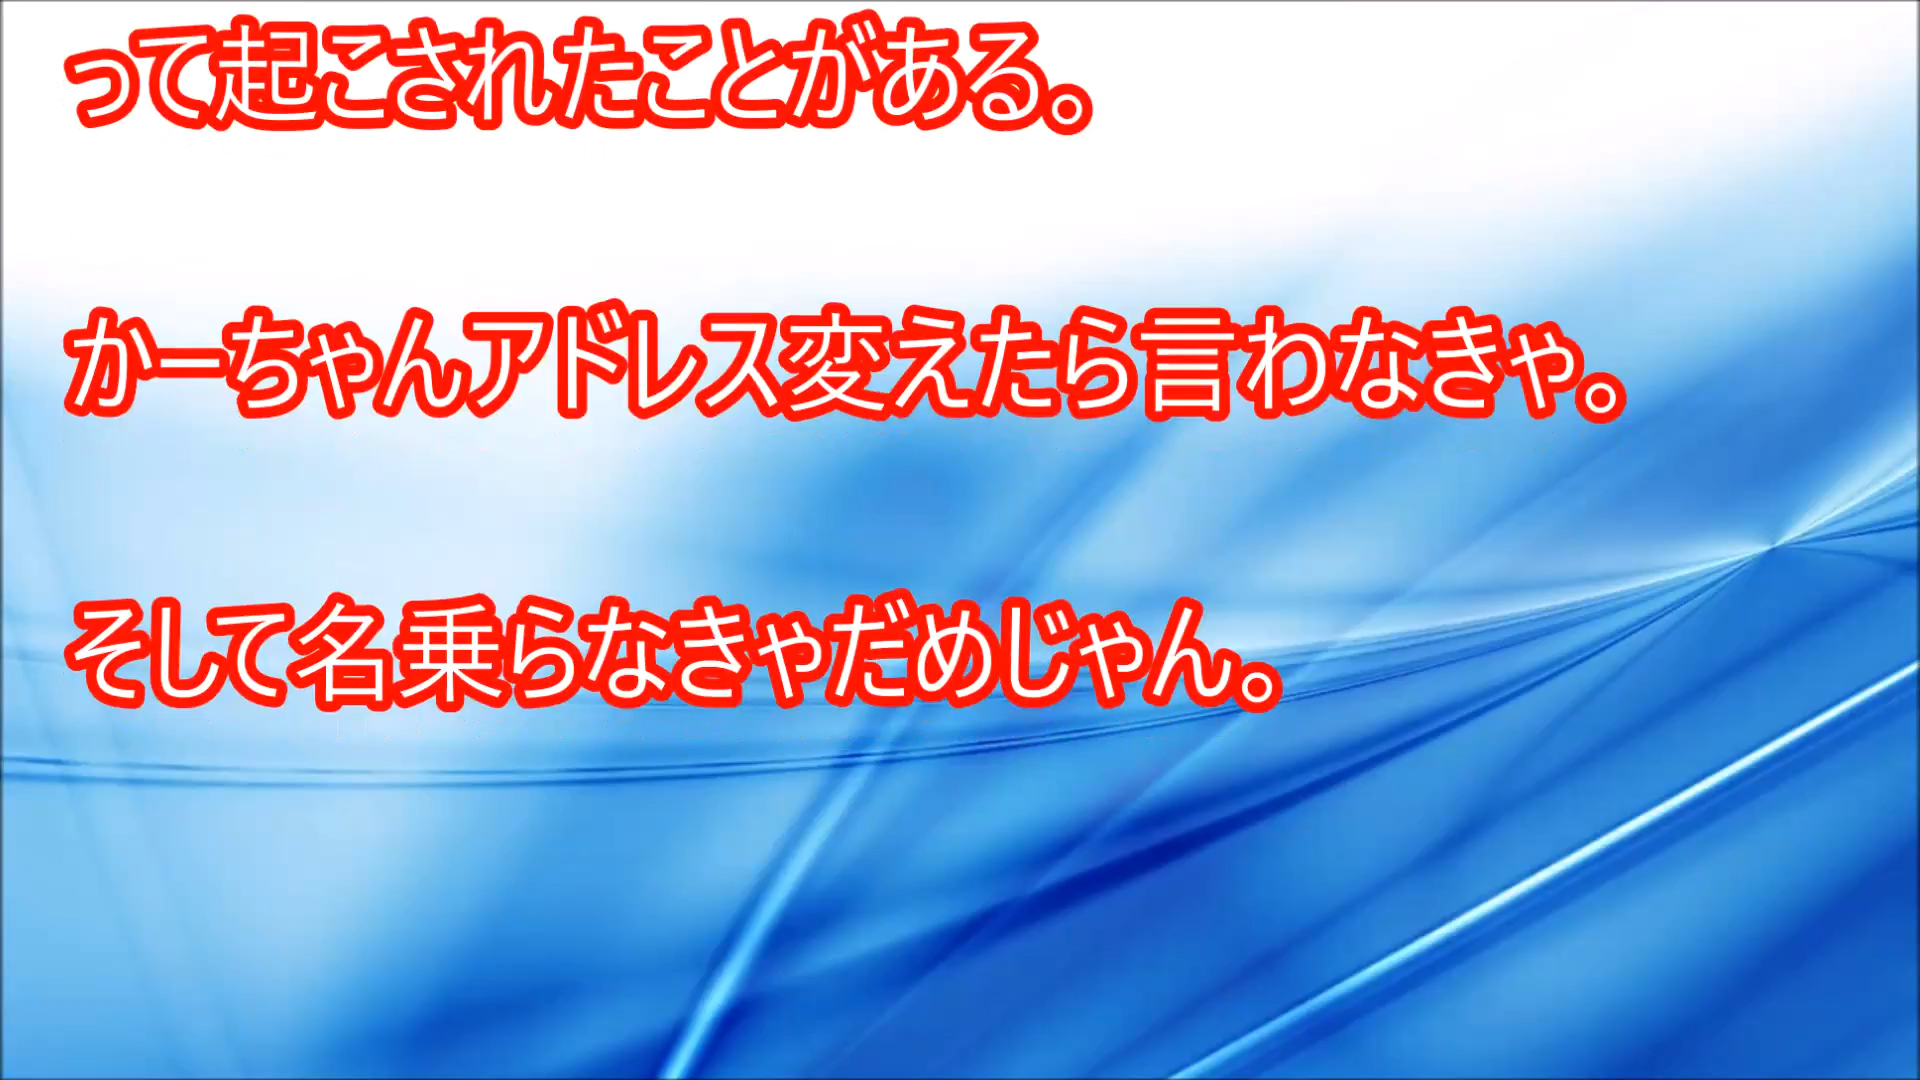 って起こされたことがある。
かーちゃんアドレス変えたら言わなきゃ。
そして名乗らなきゃだめじゃん。